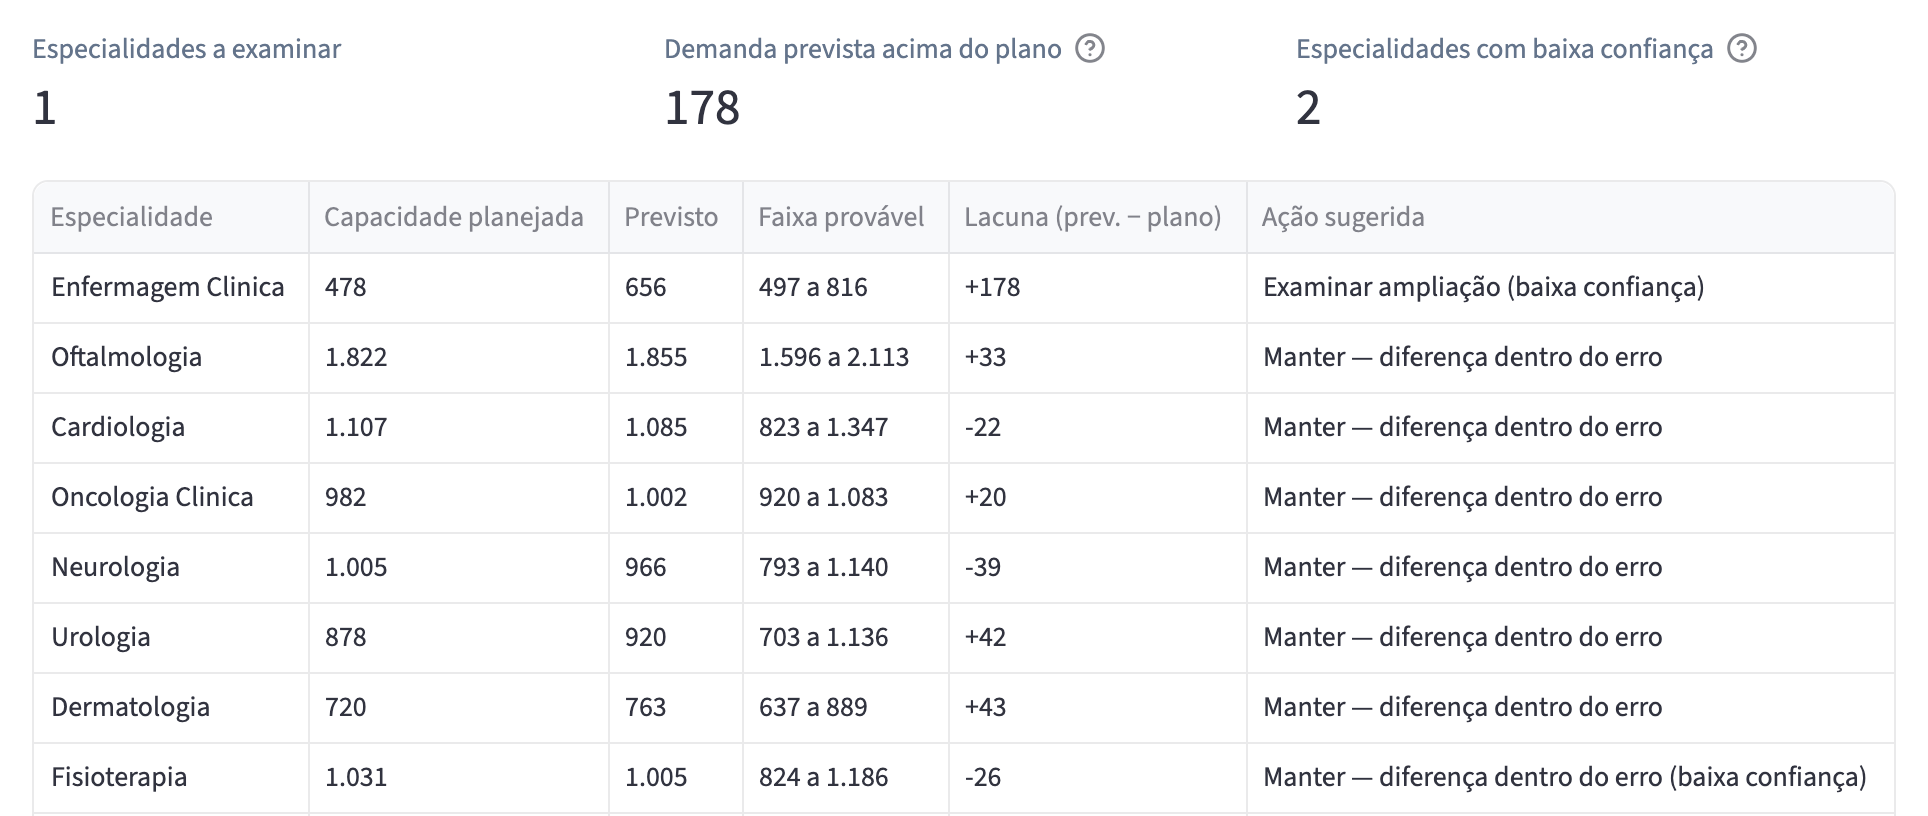 Especialidades a examinar
1
Demanda prevista acima do plano ?
178
Especialidades com baixa confiança ?
2
Especialidade Capacidade planejada Previsto Faixa provável Lacuna (prev. − plano) Ação sugerida
Enfermagem Clinica 478 656 497 a 816 +178 Examinar ampliação (baixa confiança)
Oftalmologia 1.822 1.855 1.596 a 2.113 +33 Manter — diferença dentro do erro
Cardiologia 1.107 1.085 823 a 1.347 -22 Manter — diferença dentro do erro
Oncologia Clinica 982 1.002 920 a 1.083 +20 Manter — diferença dentro do erro
Neurologia 1.005 966 793 a 1.140 -39 Manter — diferença dentro do erro
Urologia 878 920 703 a 1.136 +42 Manter — diferença dentro do erro
Dermatologia 720 763 637 a 889 +43 Manter — diferença dentro do erro
Fisioterapia 1.031 1.005 824 a 1.186 -26 Manter — diferença dentro do erro (baixa confiança)